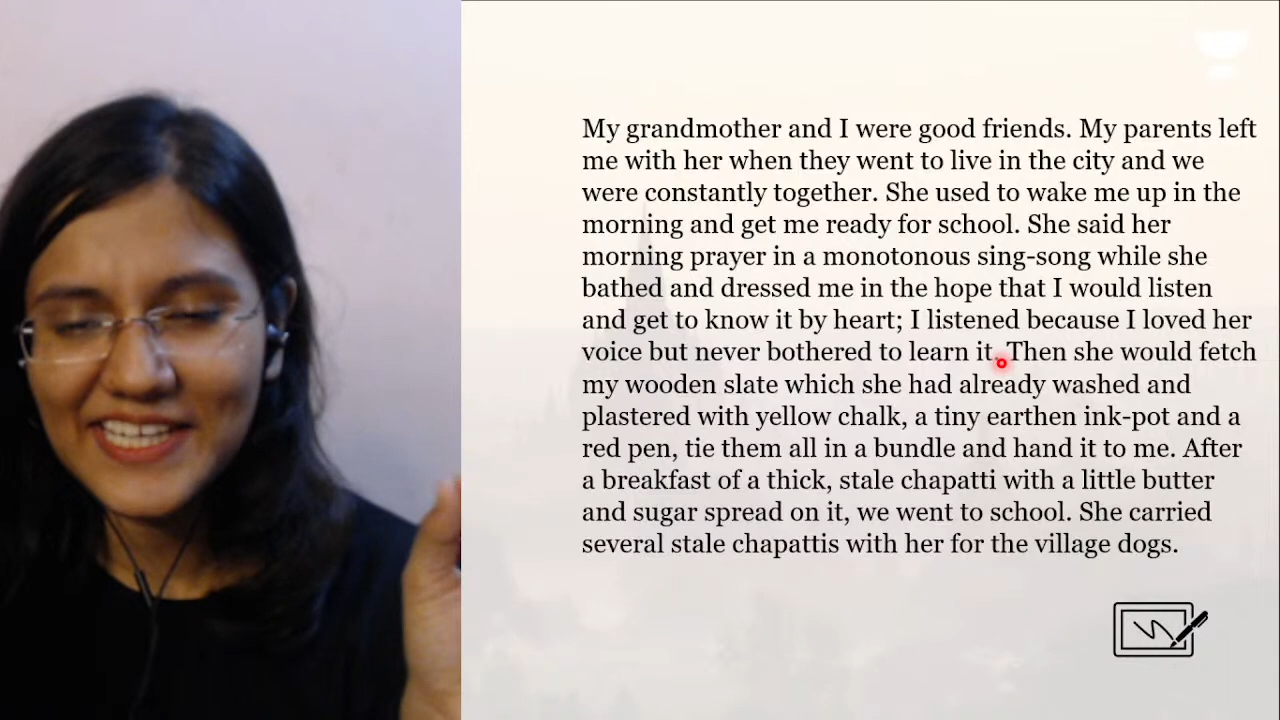 My grandmother and I were good friends. My parents left
me with her when they went to live in the city and we
were constantly together. She used to wake me up in the
morning and get me ready for school. She said her
morning prayer in a monotonous sing-song while she
bathed and dressed me in the hope that I would listen
and get to know it by heart; I listened because I loved her
voice but never bothered to learn it. Then she would fetch
my wooden slate which she had already washed and
plastered with yellow chalk, a tiny earthen ink-pot and a
red pen, tie them all in a bundle and hand it to me. After
a breakfast of a thick, stale chapatti with a little butter
and sugar spread on it, we went to school. She carried
several stale chapattis with her for the village dogs.